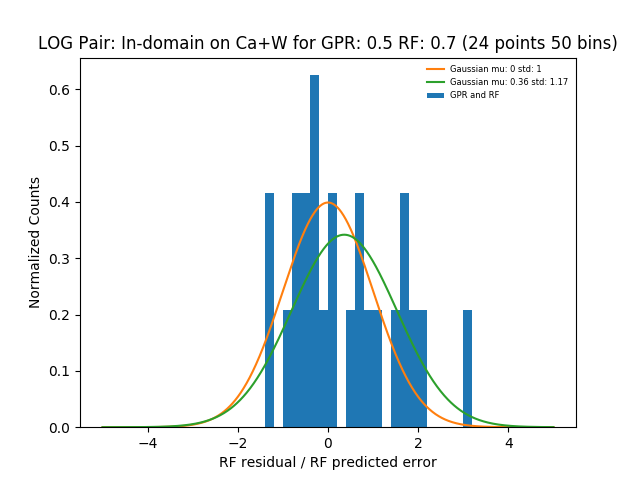 LOG Pair: In-domain on Ca+W for GPR: 0.5 RF: 0.7 (24 points 50 bins)
Gaussian mu: 0 std: 1
Gaussian mu: 0.36 std: 1.17
GPR and RF
Normalized Counts
0.6
0.5
0.4
0.3
0.2
0.1
0.0
−4
−2
0
2
4
RF residual / RF predicted error